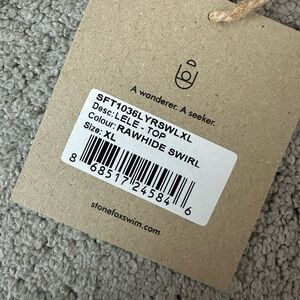 A wanderer. A seeker.
SFT1036LYRSWLXL
Desc: LELE - TOP
Colour: RAWHIDE SWIRL
Size: XL
8 68517 24584 6
stonefoxswim.com